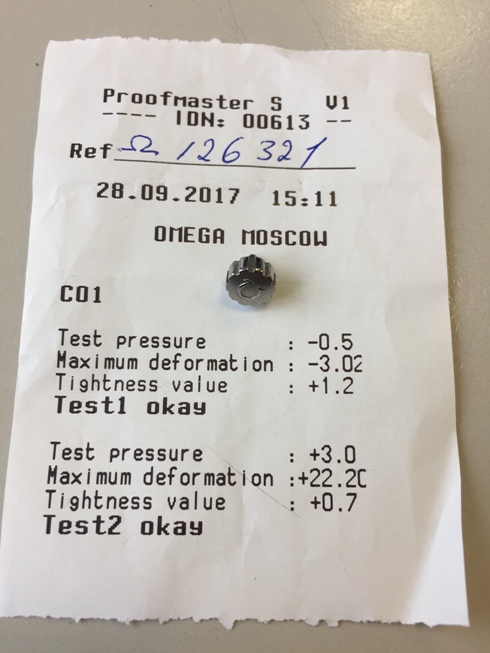 ProofMaster S V1
---- IDN: 00613 --
Ref Ω 126321
28.09.2017 15:11
OMEGA MOSCOW
C01
Test pressure : -0.5
Maximum deformation : -3.02
Tightness value : +1.2
Test1 okay
Test pressure : +3.0
Maximum deformation :+22.20
Tightness value : +0.7
Test2 okay